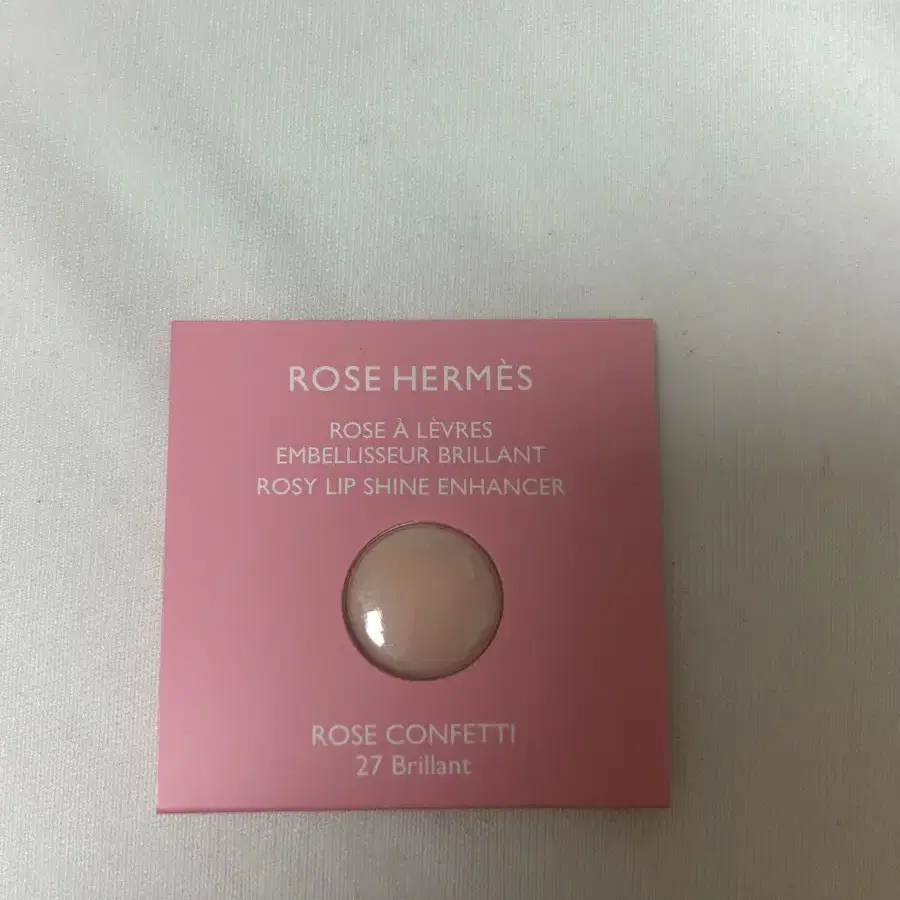 ROSE HERMÈS
ROSE À LÈVRES
EMBELLISSEUR BRILLANT
ROSY LIP SHINE ENHANCER
ROSE CONFETTI
27 Brillant